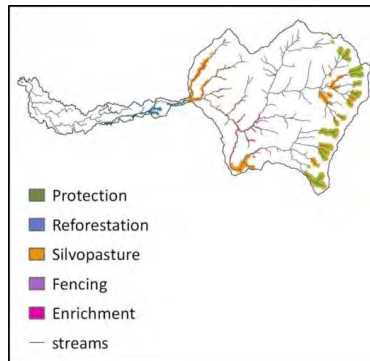 Protection
Reforestation
Silvopasture
Fencing
Enrichment
streams